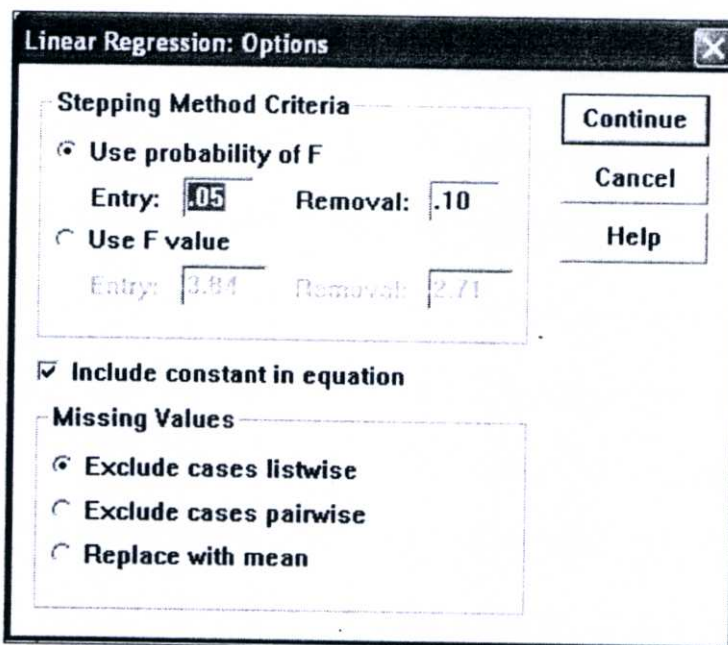 Linear Regression: Options
Stepping Method Criteria
Use probability of F
Entry: .05 Removal: .10
Use F value
Entry: 3.84 Removal: 2.71
Include constant in equation
Missing Values
Exclude cases listwise
Exclude cases pairwise
Replace with mean
Continue
Cancel
Help